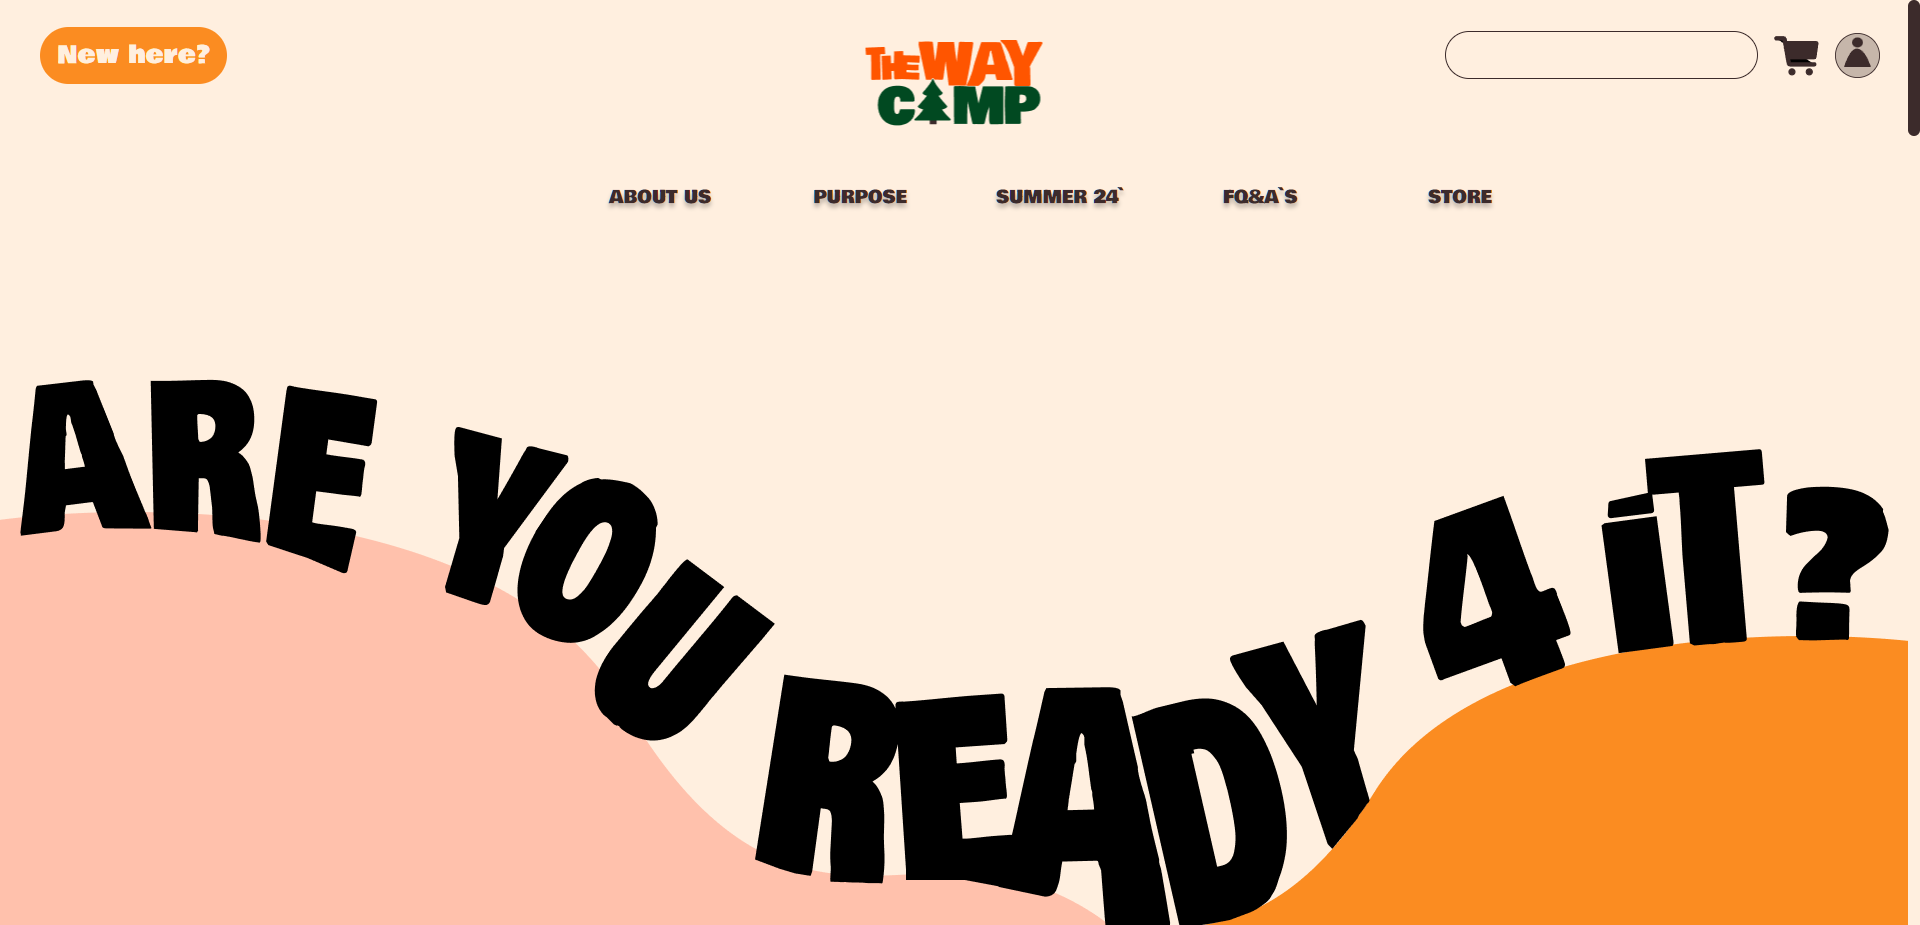 New here?
THE WAY
CAMP
ABOUT US PURPOSE SUMMER 24` FQ&A`S STORE
ARE YOU READY 4 iT?